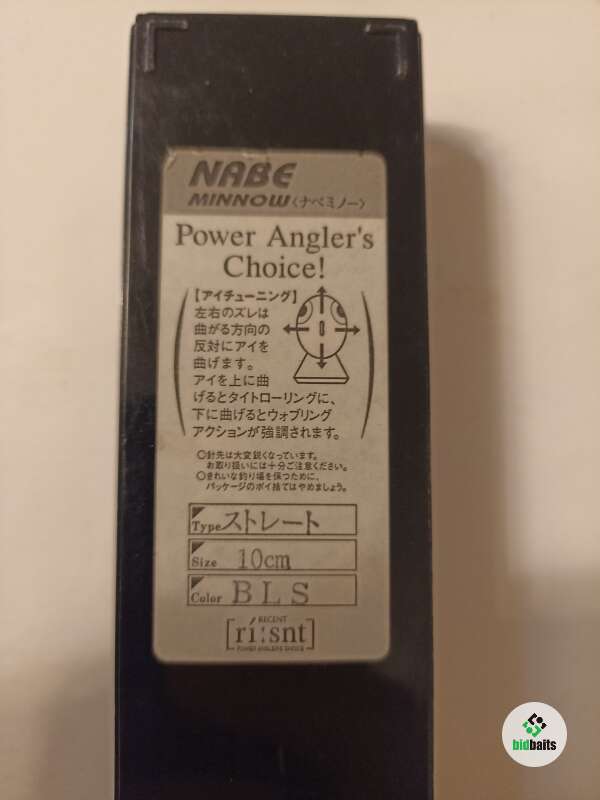 NABE
MINNOW〈ナベミノー〉
Power Angler's
Choice!
【アイチューニング】
左右のズレは
曲がる方向の
反対にアイを
曲げます。
アイを上に曲
げるとタイトローリングに、
下に曲げるとウォブリング
アクションが強調されます。
○針先は大変鋭くなっています。
お取り扱いには十分ご注意ください。
○きれいな釣り場を保つために、
パッケージのポイ捨てはやめましょう。
Type ストレート
Size 10cm
Color BLS
RECENT
[ri:snt]
POWER ANGLERS CHOICE
bidbaits